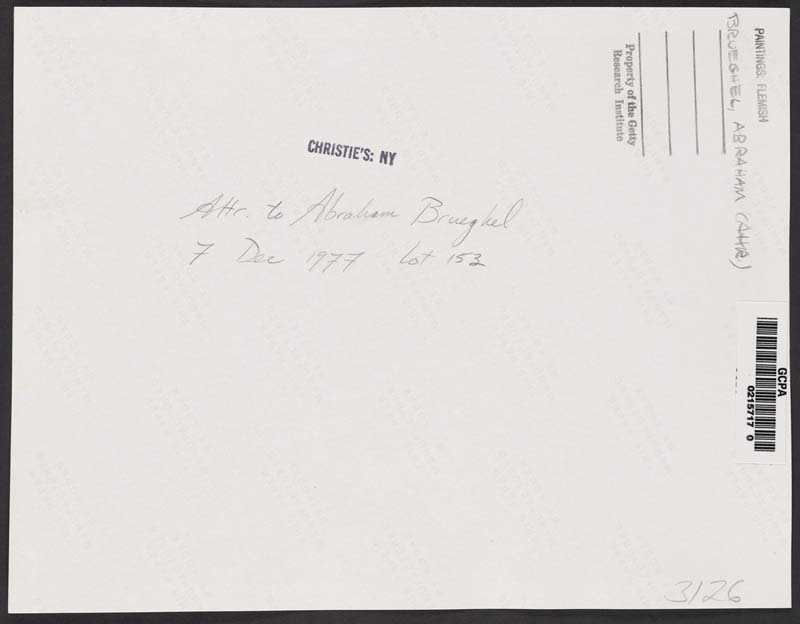 CHRISTIE'S: NY
Attr. to Abraham Brueghel
7 Dec 1977 Lot 153
PAINTINGS: FLEMISH
BRUEGHEL, ABRAHAM (ATTR.)
Property of the Getty
Research Institute
GCPA
0215717 0
3126